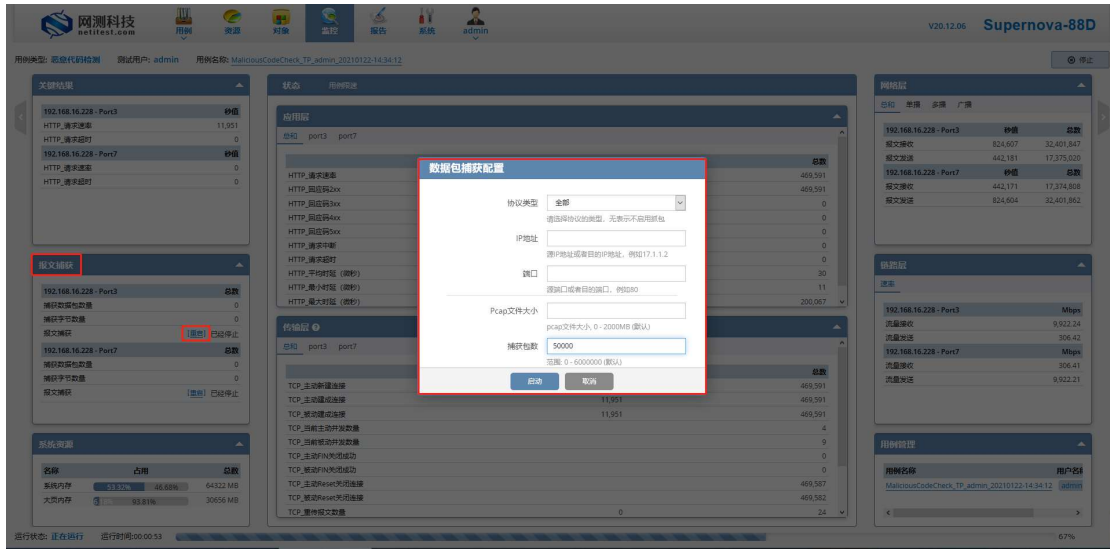 网测科技
netitest.com
用例
资源
对象
监控
报告
系统
admin
V20.12.06
Supernova-88D
用例类型: 恶意代码检测 测试用户: admin 用例名称: MaliciousCodeCheck_TP_admin_20210122-14:34:12
停止
关键结果
192.168.16.228 - Port3 秒值
HTTP_请求速率 11,951
HTTP_请求超时 0
192.168.16.228 - Port7 秒值
HTTP_请求速率 0
HTTP_请求超时 0
报文捕获
192.168.16.228 - Port3 总数
捕获数据包数量 0
捕获字节数量 0
报文捕获 [重启] 已经停止
192.168.16.228 - Port7 总数
捕获数据包数量 0
捕获字节数量 0
报文捕获 [重启] 已经停止
系统资源
名称 占用 总数
系统内存 53.32% 46.68% 64322 MB
大页内存 93.81% 30656 MB
状态 用例限速
应用层
总和 port3 port7
总数
HTTP_请求速率 469,591
HTTP_回应码2xx 469,591
HTTP_回应码3xx 0
HTTP_回应码4xx 0
HTTP_回应码5xx 0
HTTP_请求中断 0
HTTP_请求超时 0
HTTP_平均时延 (微秒) 30
HTTP_最小时延 (微秒) 11
HTTP_最大时延 (微秒) 200,067
传输层
总和 port3 port7
总数
TCP_主动新建连接 469,591
TCP_主动建成连接 11,951 469,591
TCP_被动建成连接 11,951 469,591
TCP_当前主动并发数量 4
TCP_当前被动并发数量 9
TCP_主动FIN关闭成功 0
TCP_被动FIN关闭成功 0
TCP_主动Reset关闭连接 469,587
TCP_被动Reset关闭连接 469,582
TCP_重传报文数量 0 24
数据包捕获配置
协议类型 全部
请选择协议的类型, 无表示不启用抓包
IP地址
源IP地址或者目的IP地址, 例如17.1.1.2
端口
源端口或者目的端口, 例如80
Pcap文件大小
pcap文件大小, 0 - 2000MB (默认)
捕获包数 50000
范围: 0 - 6000000 (默认)
启动 取消
网络层
总和 单播 多播 广播
192.168.16.228 - Port3 秒值 总数
报文接收 824,607 32,401,847
报文发送 442,181 17,375,020
192.168.16.228 - Port7 秒值 总数
报文接收 442,171 17,374,808
报文发送 824,604 32,401,862
链路层
速率
192.168.16.228 - Port3 Mbps
流量接收 9,922.24
流量发送 306.42
192.168.16.228 - Port7 Mbps
流量接收 306.41
流量发送 9,922.21
用例管理
用例名称 用户名称
MaliciousCodeCheck_TP_admin_20210122-14:34:12 admin
运行状态: 正在运行 运行时间:00:00:53
67%